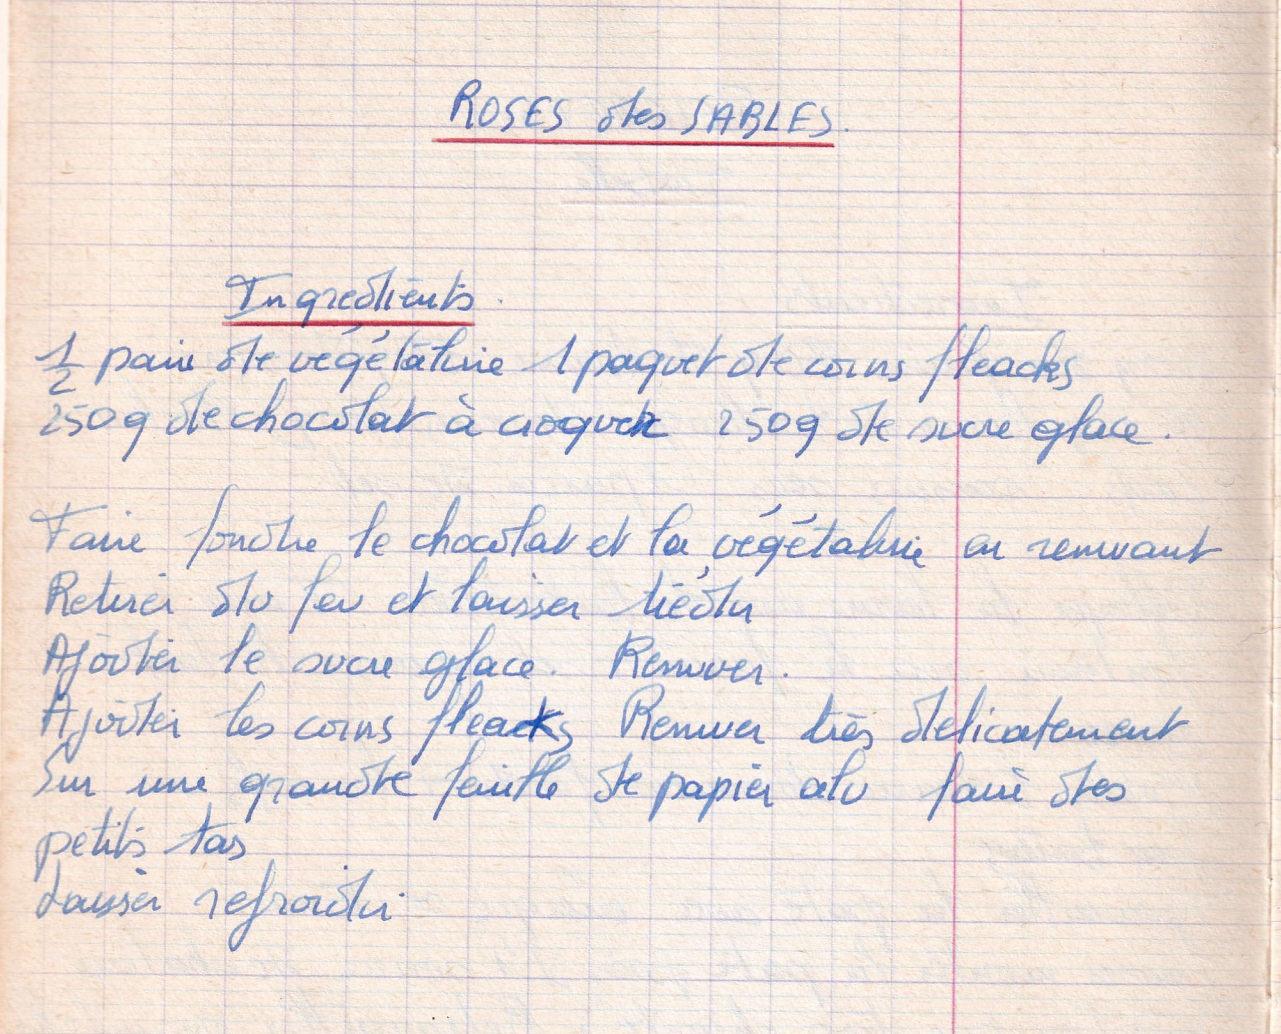 ROSES des SABLES.
Ingrédients.
1/2 pain de végétaline 1 paquet de corns fleacks
250g de chocolat à croquer 250g de sucre glace.
Faire fondre le chocolat et la végétaline en remuant
Retirer du feu et laisser tiédir
Ajouter le sucre glace. Remuer.
Ajouter les corns fleacks Remuer très délicatement
Sur une grande feuille de papier alu faire des
petits tas
Laisser refroidir